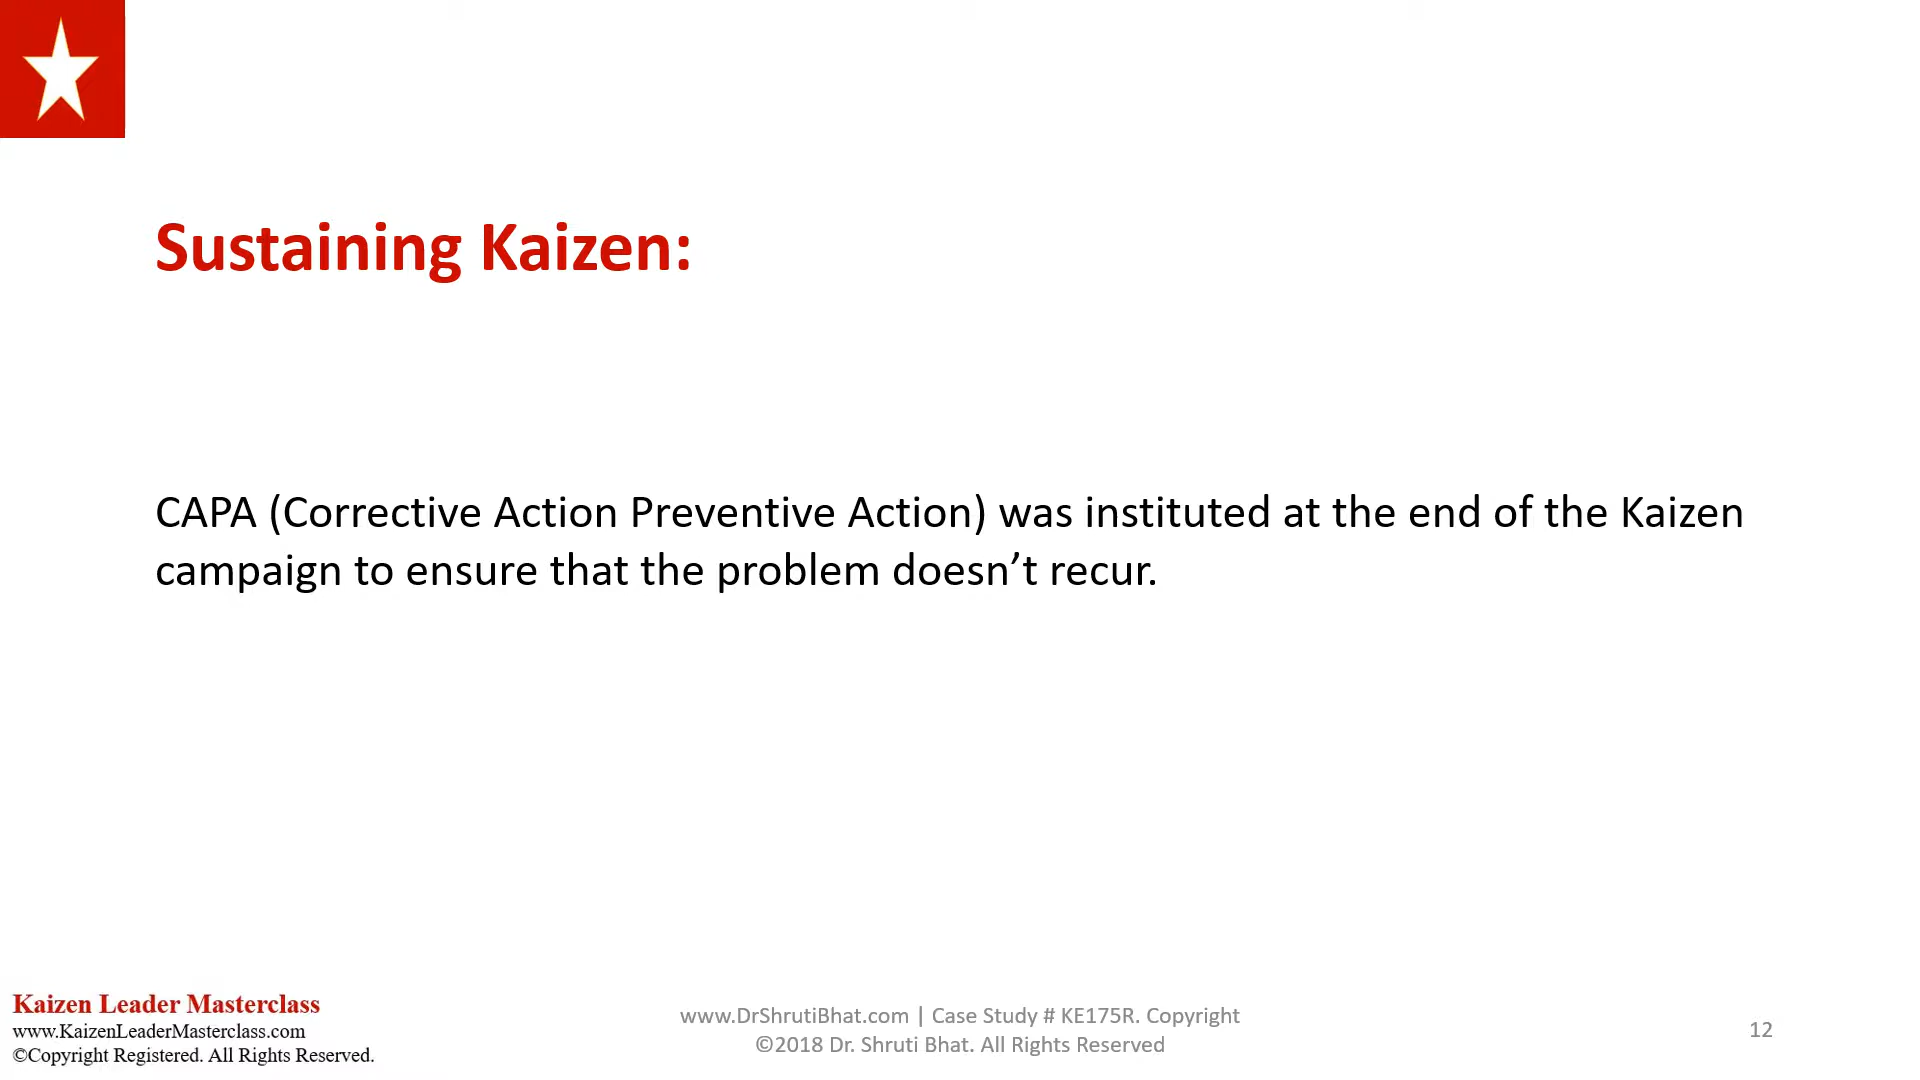 Sustaining Kaizen:
CAPA (Corrective Action Preventive Action) was instituted at the end of the Kaizen
campaign to ensure that the problem doesn’t recur.
Kaizen Leader Masterclass
www.KaizenLeaderMasterclass.com
©Copyright Registered. All Rights Reserved.
www.DrShrutiBhat.com | Case Study # KE175R. Copyright
©2018 Dr. Shruti Bhat. All Rights Reserved
12